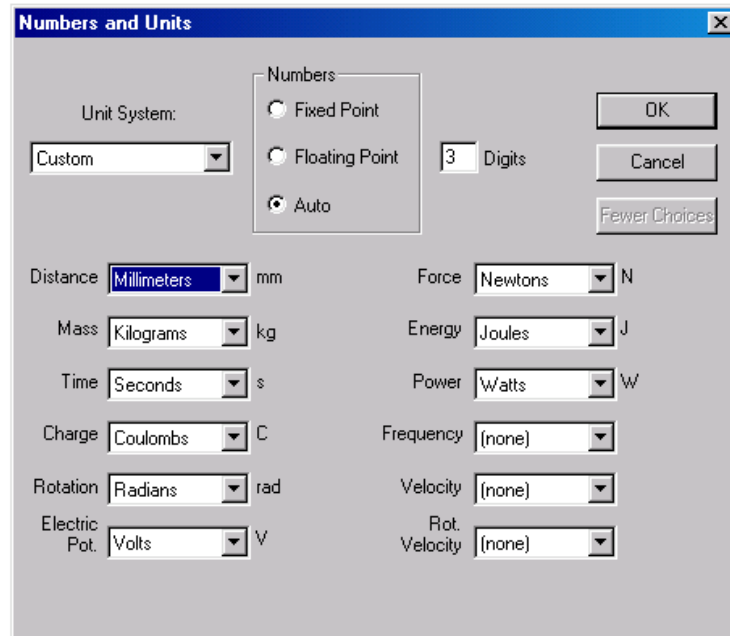 Numbers and Units
Numbers
Unit System:
Fixed Point
OK
Custom
Floating Point
3 Digits
Cancel
Auto
Fewer Choices
Distance Millimeters mm
Force Newtons N
Mass Kilograms kg
Energy Joules J
Time Seconds s
Power Watts W
Charge Coulombs C
Frequency (none)
Rotation Radians rad
Velocity (none)
Electric
Pot. Volts V
Rot.
Velocity (none)